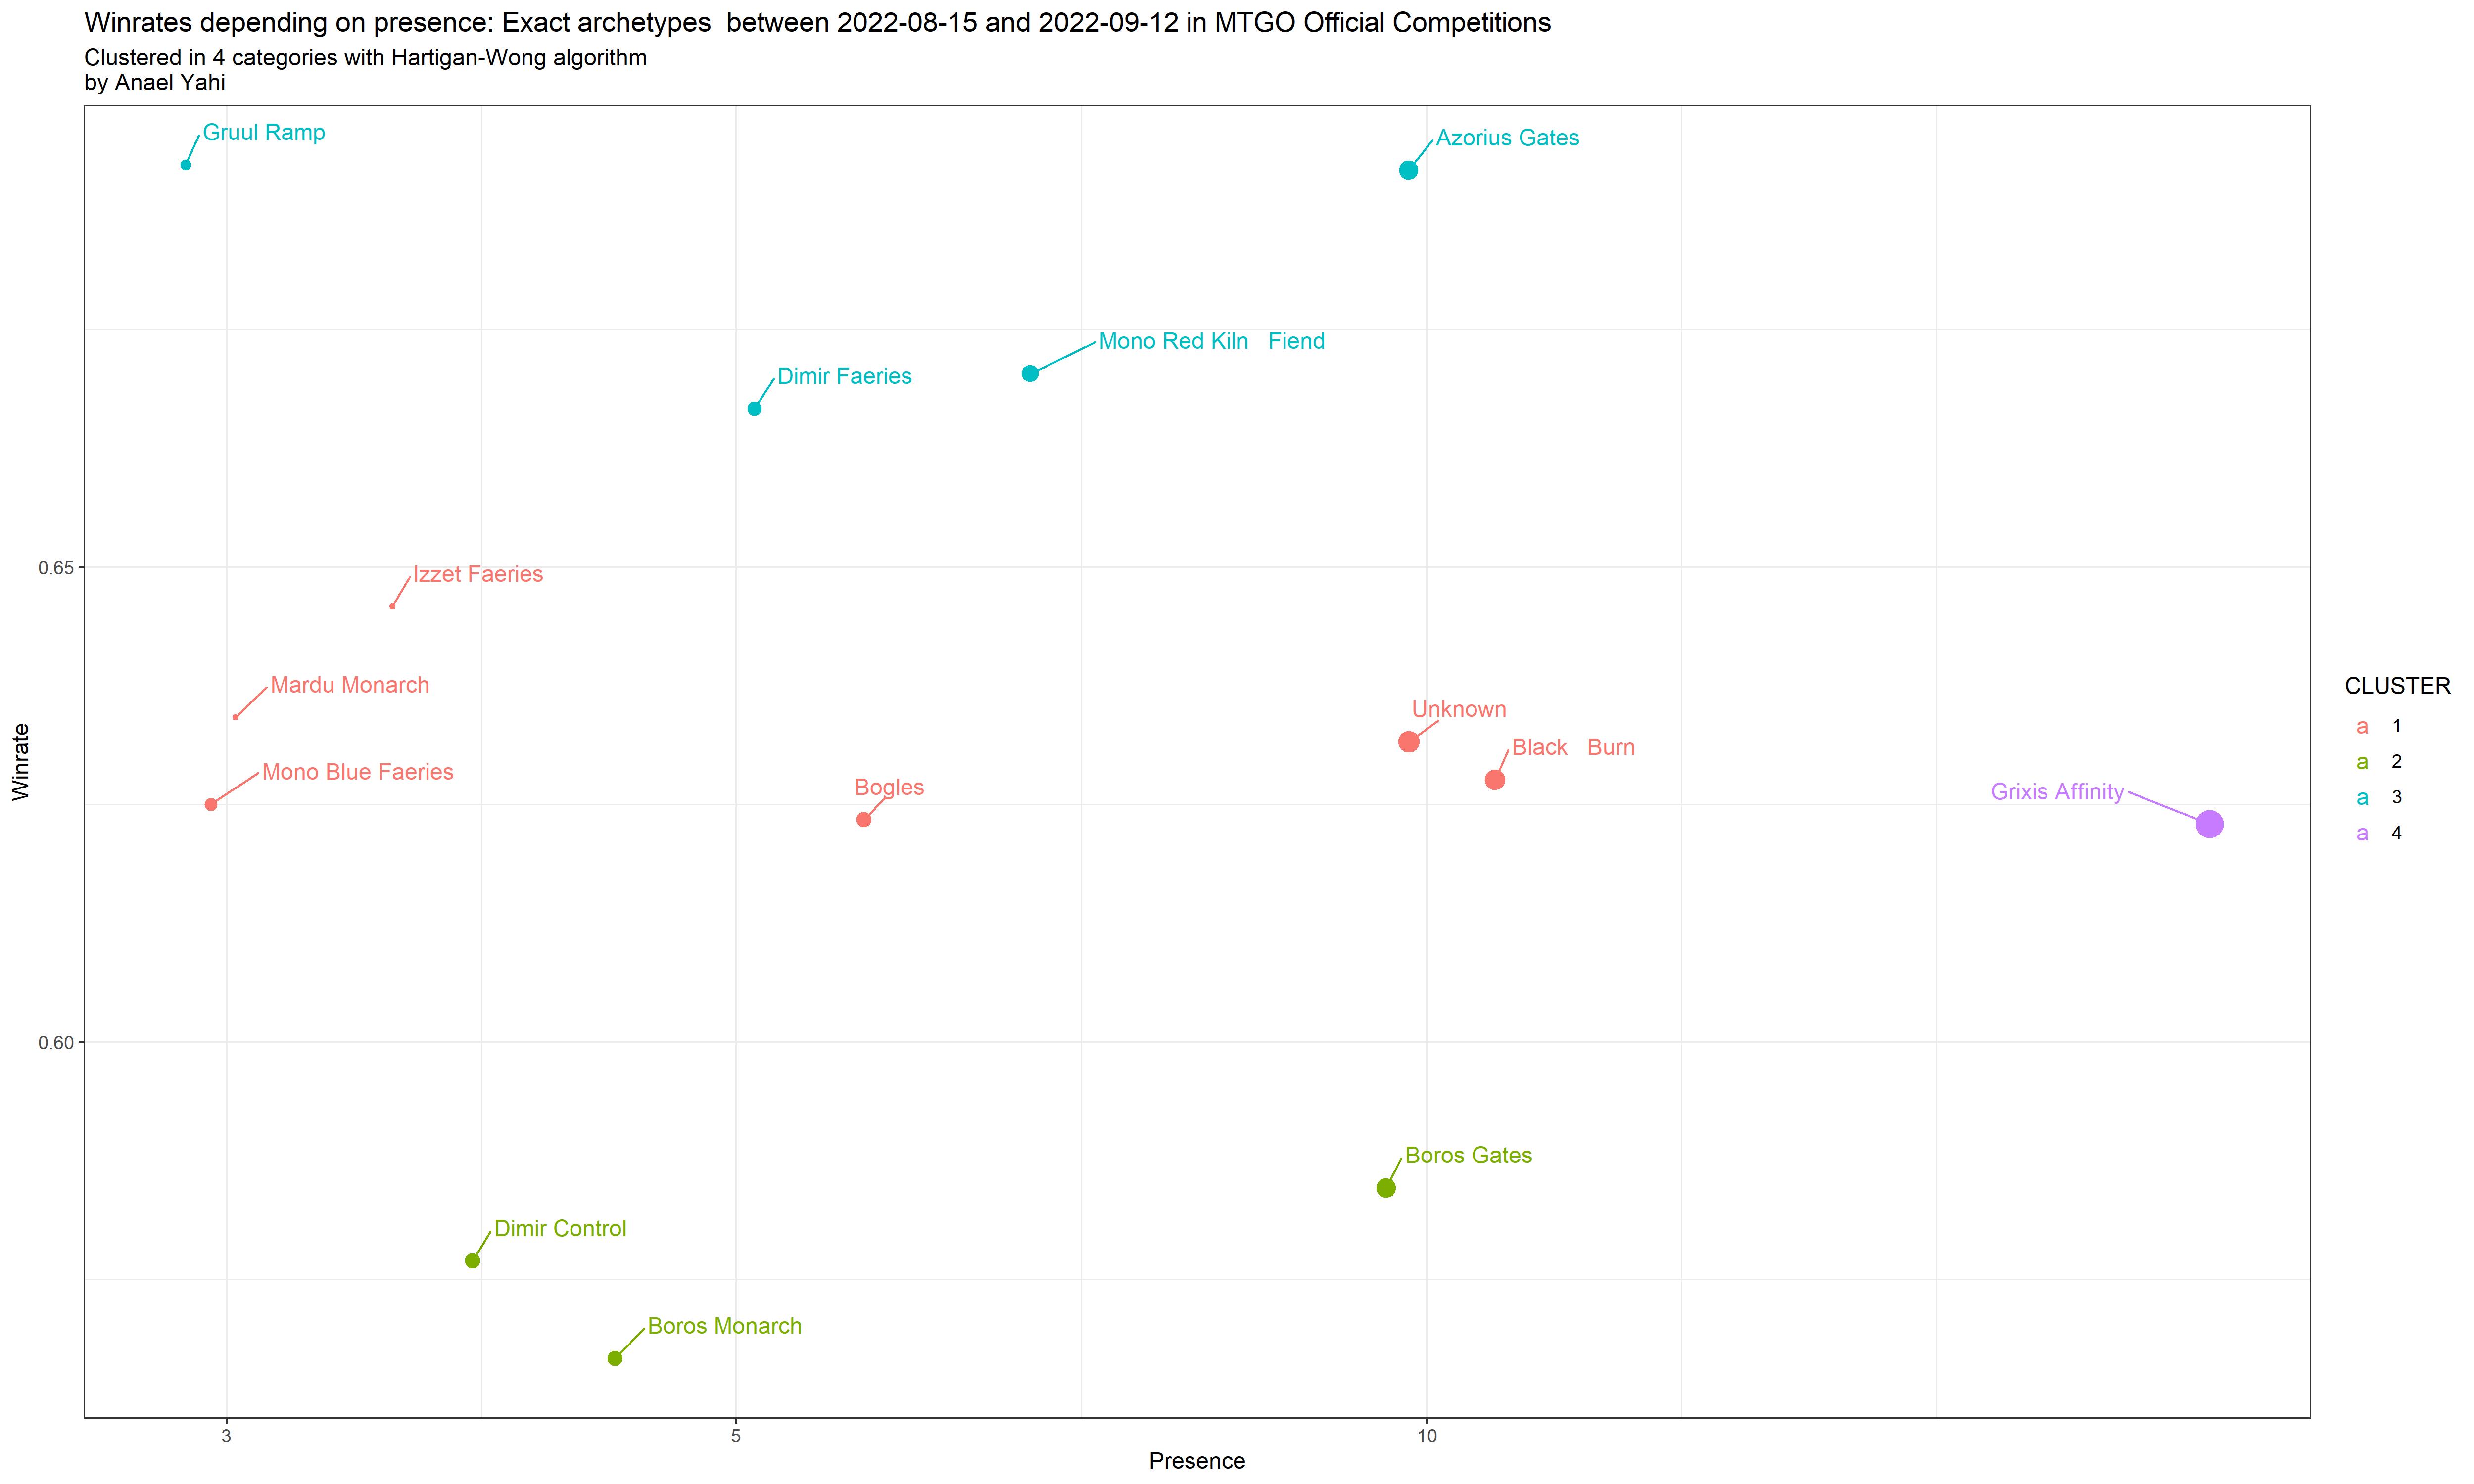 Winrates depending on presence: Exact archetypes  between 2022-08-15 and 2022-09-12 in MTGO Official Competitions
Clustered in 4 categories with Hartigan-Wong algorithm
by Anael Yahi
Gruul Ramp
Azorius Gates
Mono Red Kiln   Fiend
Dimir Faeries
0.65
Izzet Faeries
Mardu Monarch
Unknown
Black   Burn
Mono Blue Faeries
Bogles
Grixis Affinity
Winrate
0.60
Boros Gates
Dimir Control
Boros Monarch
3
5
10
Presence
CLUSTER
a 1
a 2
a 3
a 4